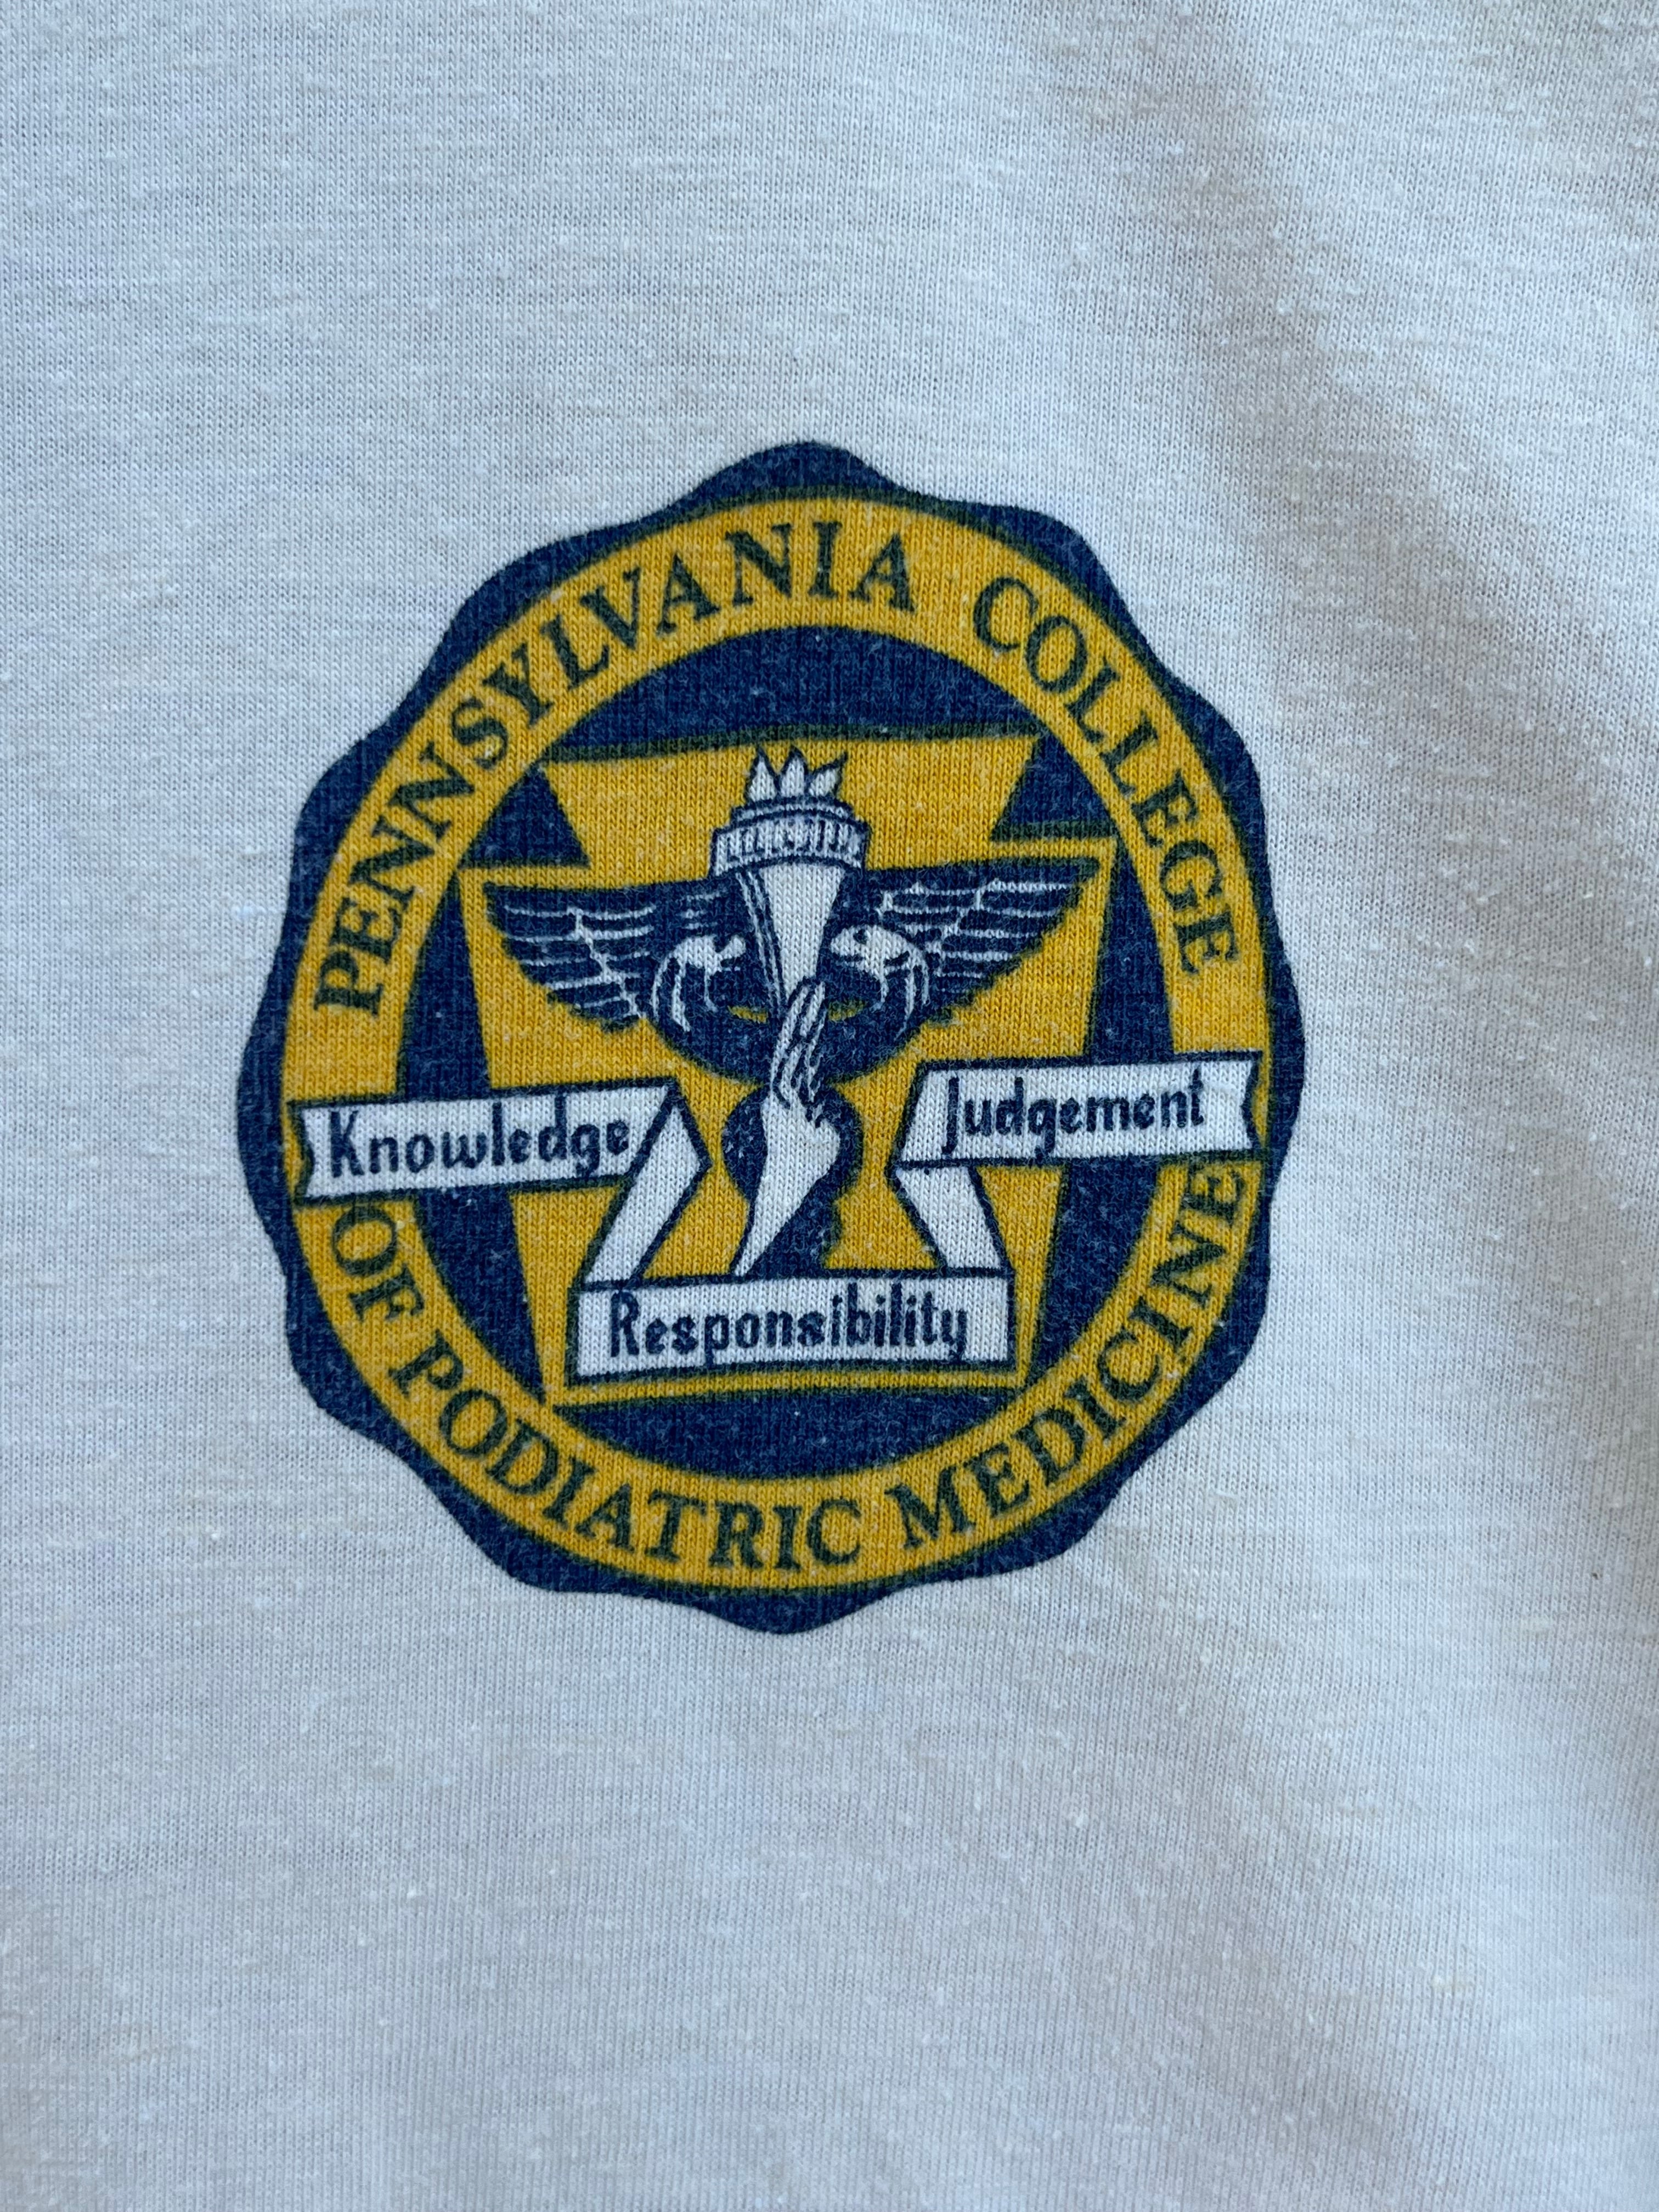 PENNSYLVANIA COLLEGE
OF PODIATRIC MEDICINE
Knowledge
Judgement
Responsibility